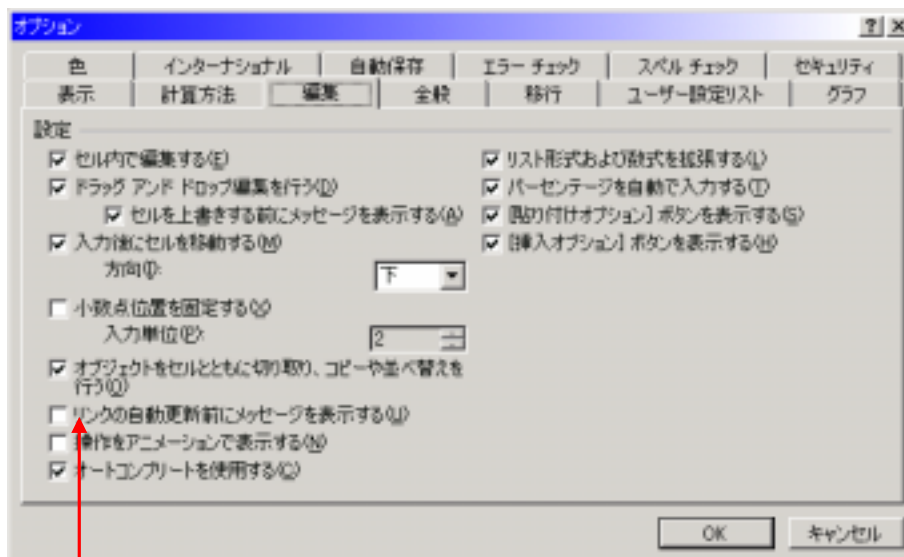 オプション
色 インターナショナル 自動保存 エラー チェック スペル チェック セキュリティ
表示 計算方法 編集 全般 移行 ユーザー設定リスト グラフ
設定
セル内で編集する(E)
ドラッグ アンド ドロップ編集を行う(D)
セルを上書きする前にメッセージを表示する(A)
入力後にセルを移動する(M)
方向(I):
下
小数点位置を固定する(X)
入力単位(P):
2
オブジェクトをセルとともに切り取り、コピーや並べ替えを
行う(O)
リンクの自動更新前にメッセージを表示する(U)
操作をアニメーションで表示する(N)
オートコンプリートを使用する(C)
リスト形式および数式を拡張する(L)
パーセンテージを自動で入力する(T)
[貼り付けオプション] ボタンを表示する(S)
[挿入オプション] ボタンを表示する(H)
OK キャンセル